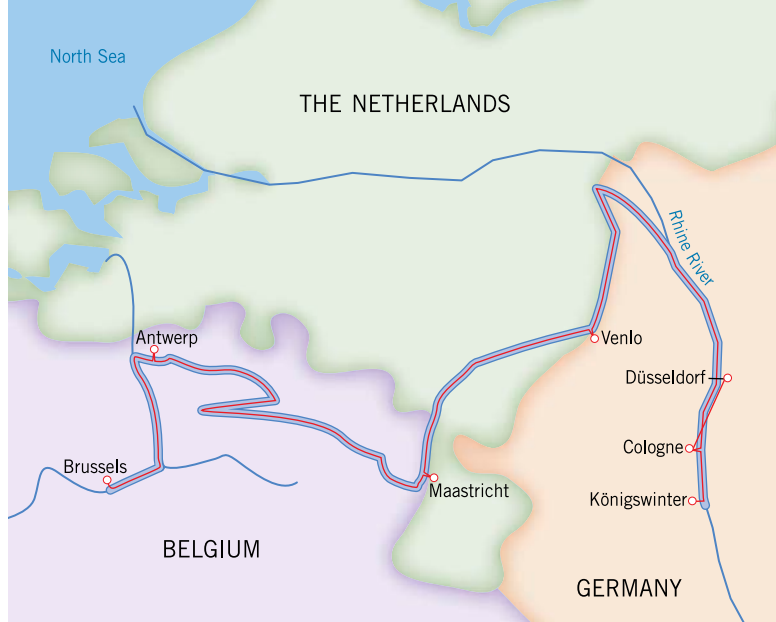 North Sea
THE NETHERLANDS
Rhine River
Antwerp
Venlo
Düsseldorf
Cologne
Brussels
Maastricht
Königswinter
BELGIUM
GERMANY